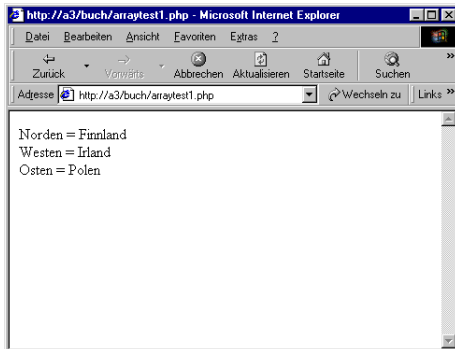 http://a3/buch/arraytest1.php - Microsoft Internet Explorer
Datei Bearbeiten Ansicht Favoriten Extras ?
Zurück Vorwärts Abbrechen Aktualisieren Startseite Suchen »
Adresse http://a3/buch/arraytest1.php Wechseln zu Links »
Norden = Finnland
Westen = Irland
Osten = Polen